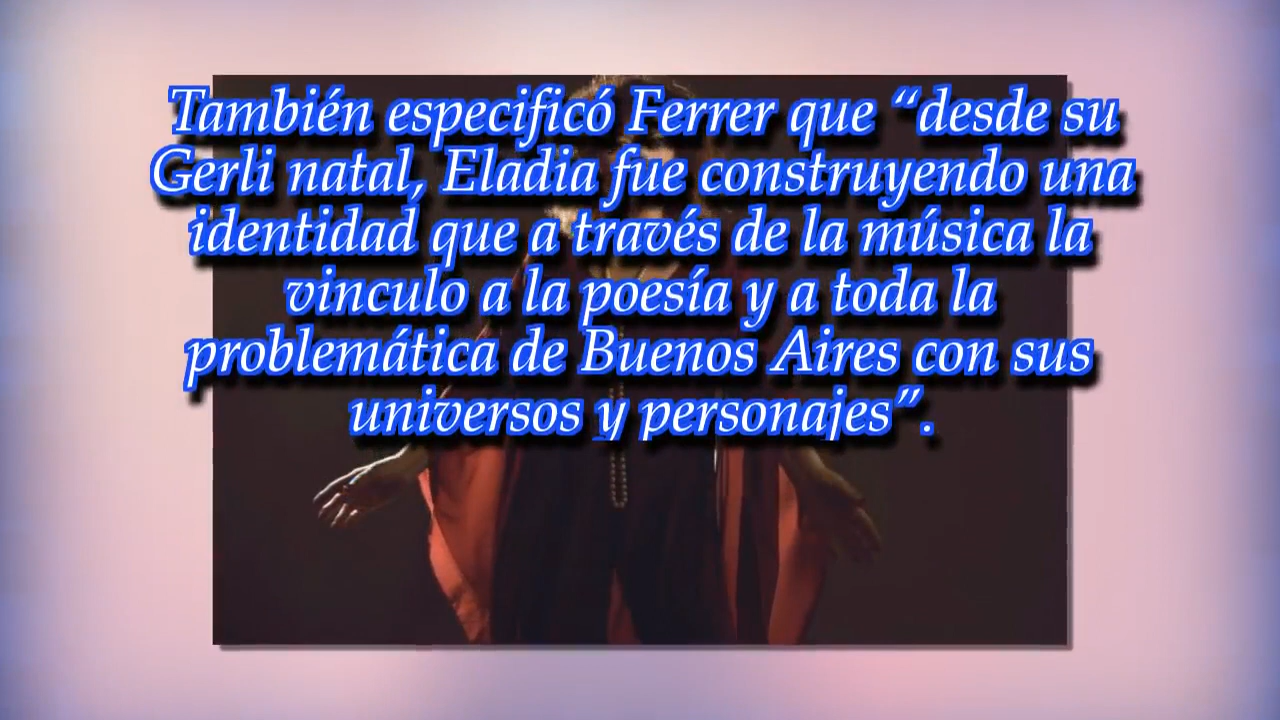 También especificó Ferrer que “desde su
Gerli natal, Eladia fue construyendo una
identidad que a través de la música la
vinculo a la poesía y a toda la
problemática de Buenos Aires con sus
universos y personajes”.